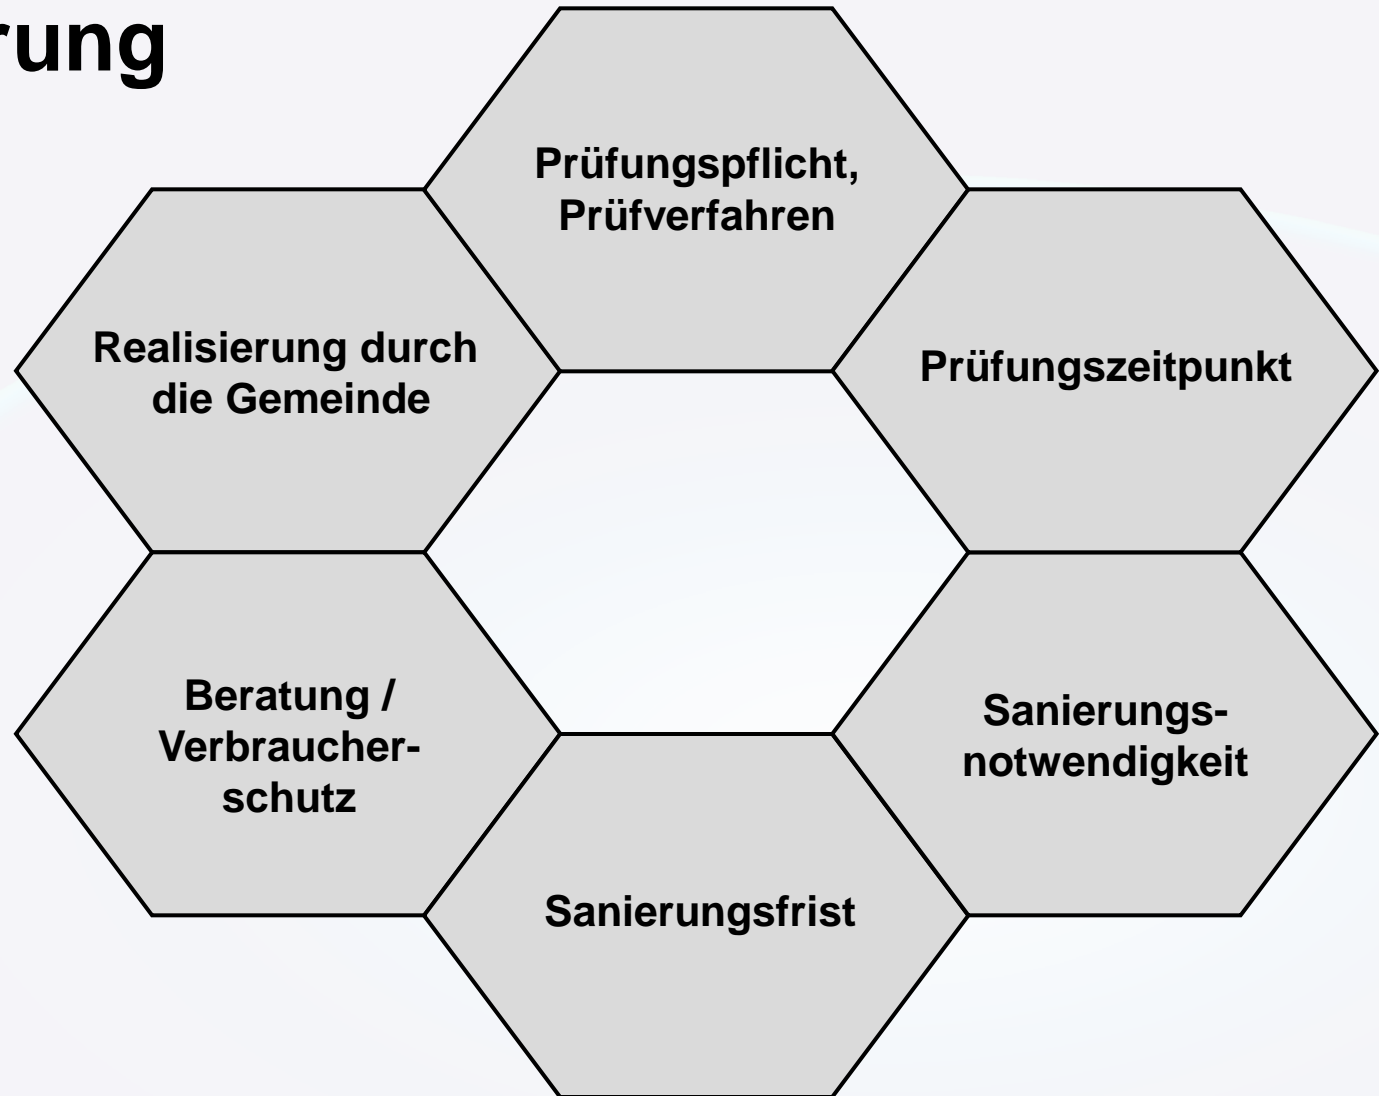 rung
Prüfungspflicht,
Prüfverfahren
Realisierung durch
die Gemeinde
Prüfungszeitpunkt
Beratung /
Verbraucher-
schutz
Sanierungs-
notwendigkeit
Sanierungsfrist